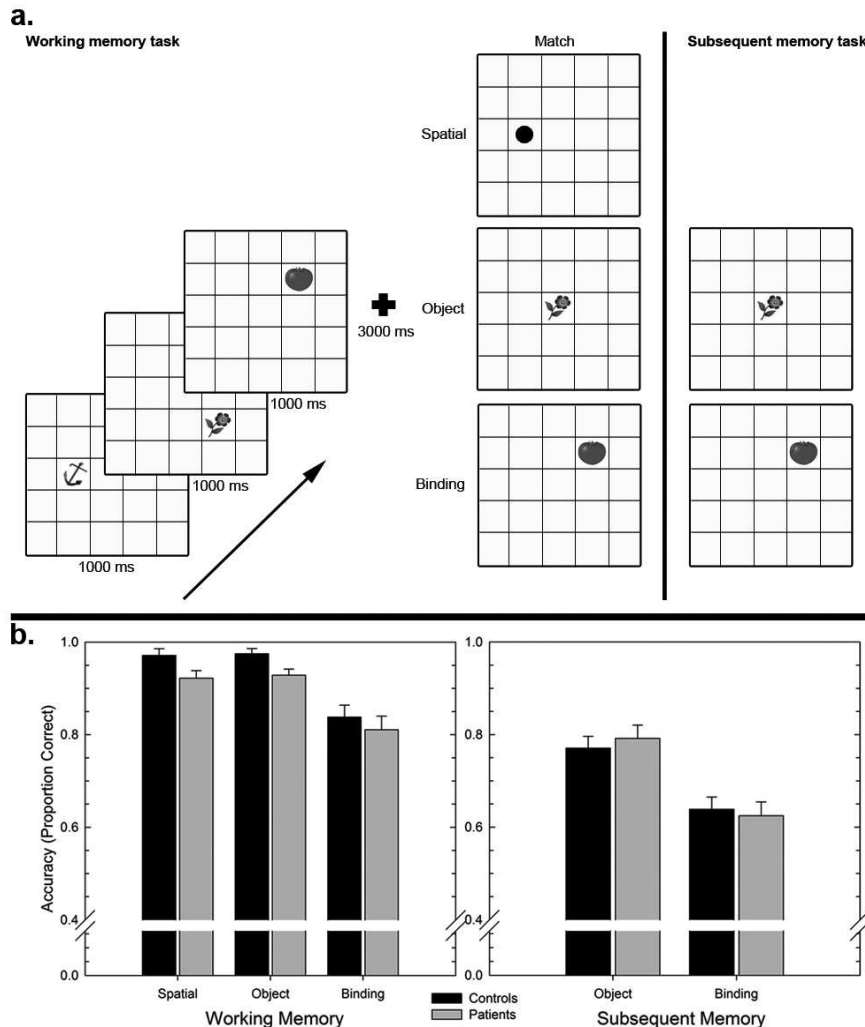 a.
Working memory task
Match
Subsequent memory task
Spatial
Object
Binding
3000 ms
1000 ms
1000 ms
1000 ms
b.
Accuracy (Proportion Correct)
1.0
0.8
0.6
0.4
0.0
Spatial
Object
Binding
Working Memory
Controls
Patients
1.0
0.8
0.6
0.4
0.0
Object
Binding
Subsequent Memory